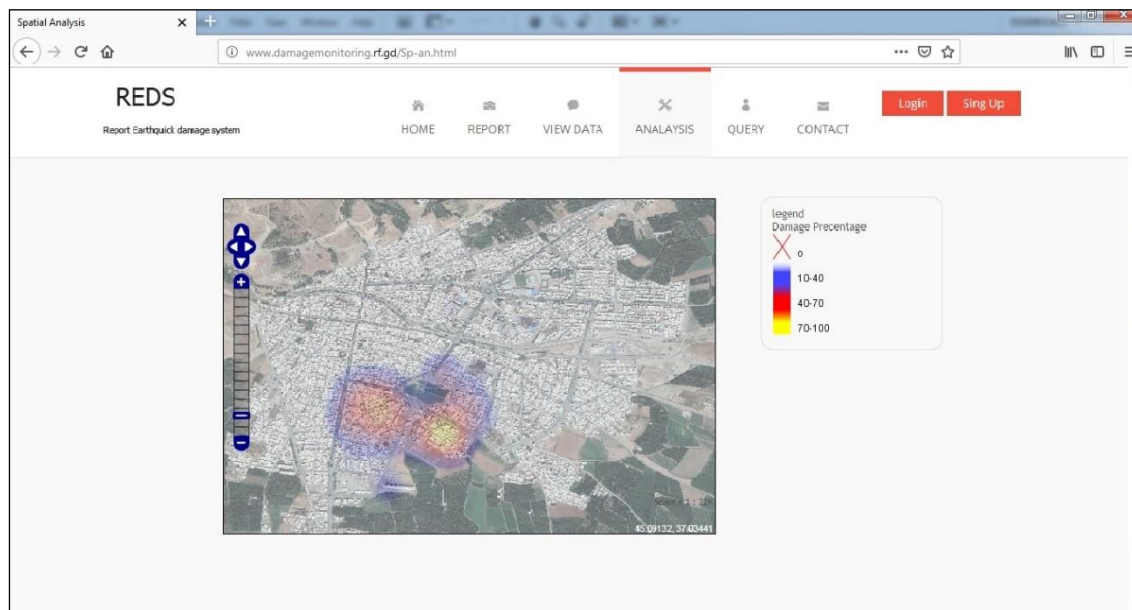 Spatial Analysis
www.damagemonitoring.rf.gd/Sp-an.html
REDS
Report Earthquick damage system
HOME
REPORT
VIEW DATA
ANALAYSIS
QUERY
CONTACT
Login
Sing Up
legend
Damage Precentage
0
10-40
40-70
70-100
45.09132, 37.03441